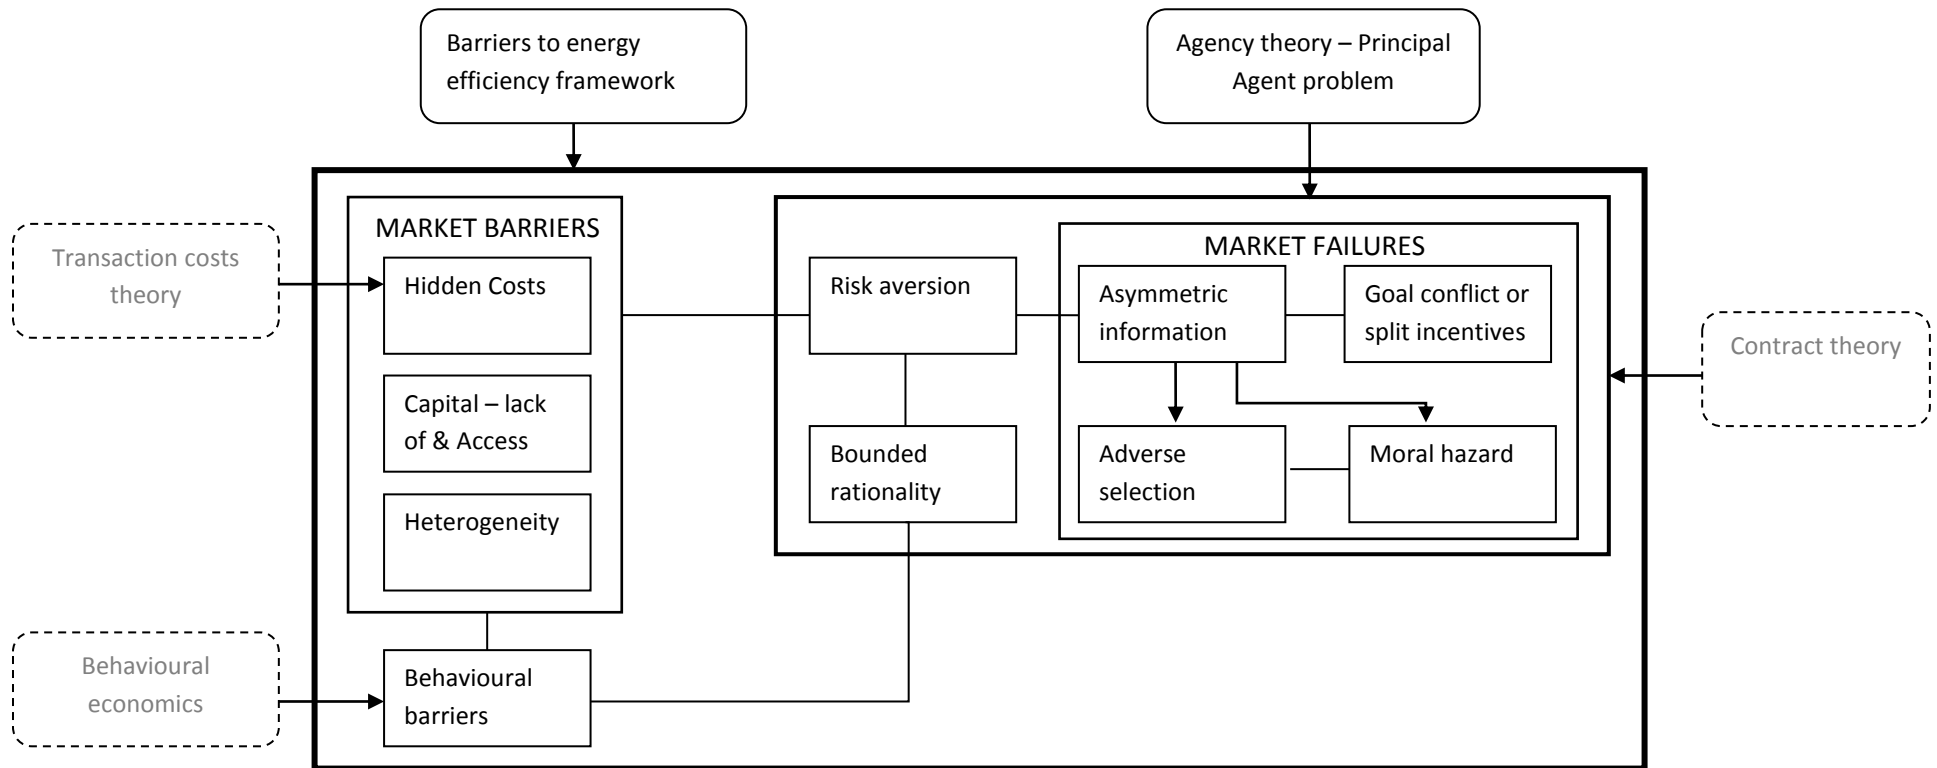 Barriers to energy
efficiency framework
Agency theory – Principal
Agent problem
Transaction costs
theory
MARKET BARRIERS
Hidden Costs
Capital – lack
of & Access
Heterogeneity
Behavioural
economics
Behavioural
barriers
Risk aversion
Bounded
rationality
MARKET FAILURES
Asymmetric
information
Goal conflict or
split incentives
Adverse
selection
Moral hazard
Contract theory